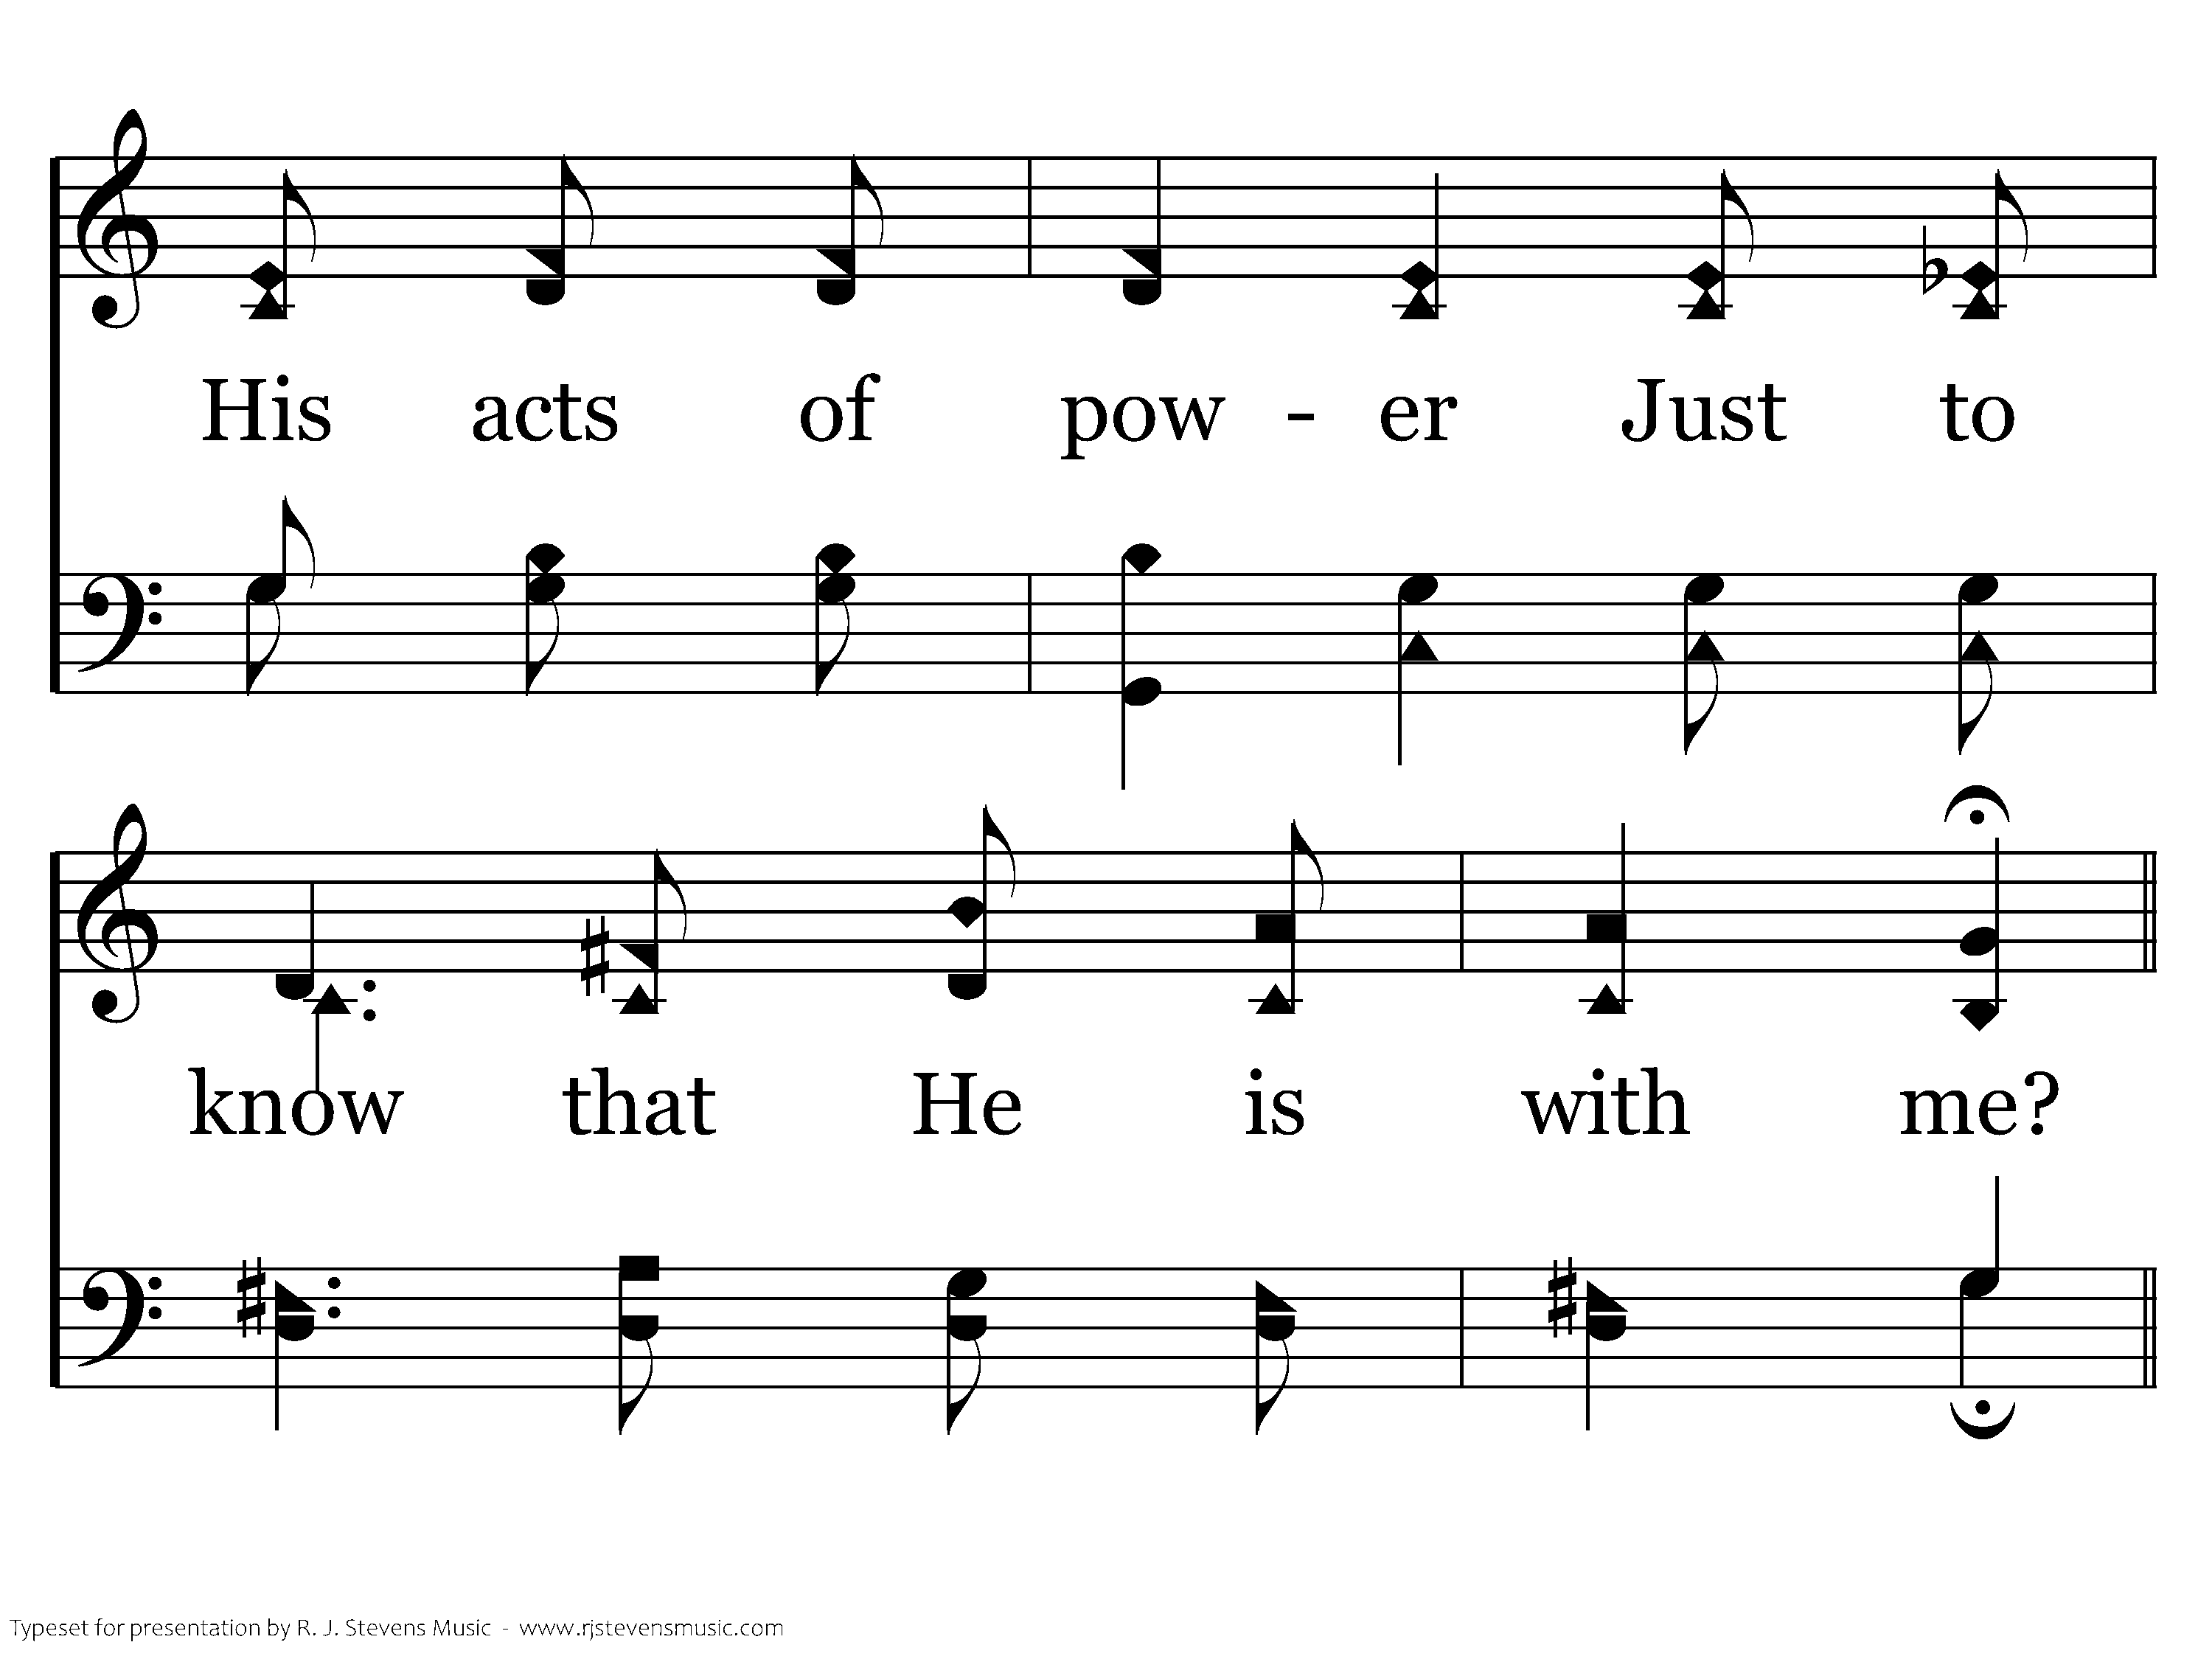 His acts of pow - er Just to
know that He is with me?
Typeset for presentation by R. J. Stevens Music - www.rjstevensmusic.com